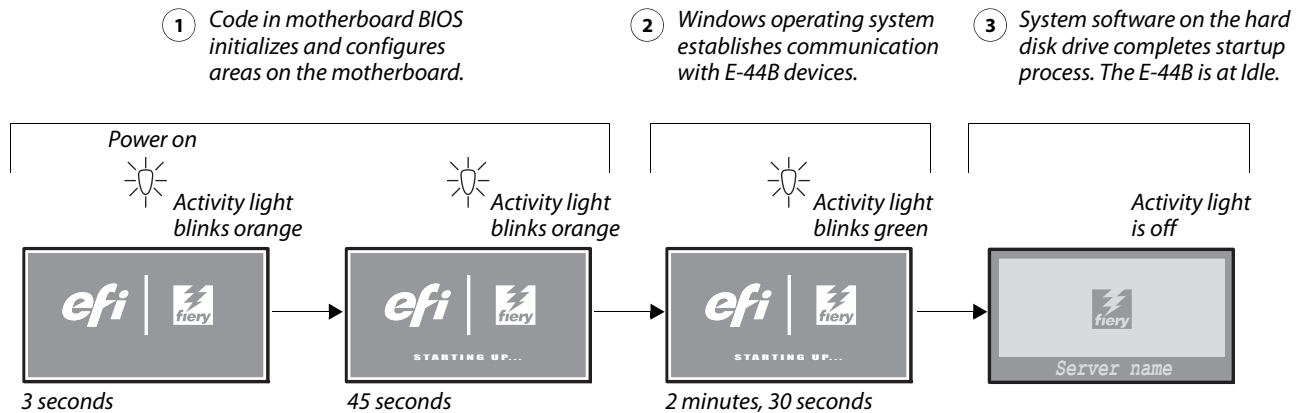 1 Code in motherboard BIOS
initializes and configures
areas on the motherboard.
2 Windows operating system
establishes communication
with E-44B devices.
3 System software on the hard
disk drive completes startup
process. The E-44B is at Idle.
Power on
Activity light
blinks orange
Activity light
blinks orange
Activity light
blinks green
Activity light
is off
efi fiery
efi fiery
STARTING UP...
efi fiery
STARTING UP...
fiery
Server name
3 seconds
45 seconds
2 minutes, 30 seconds